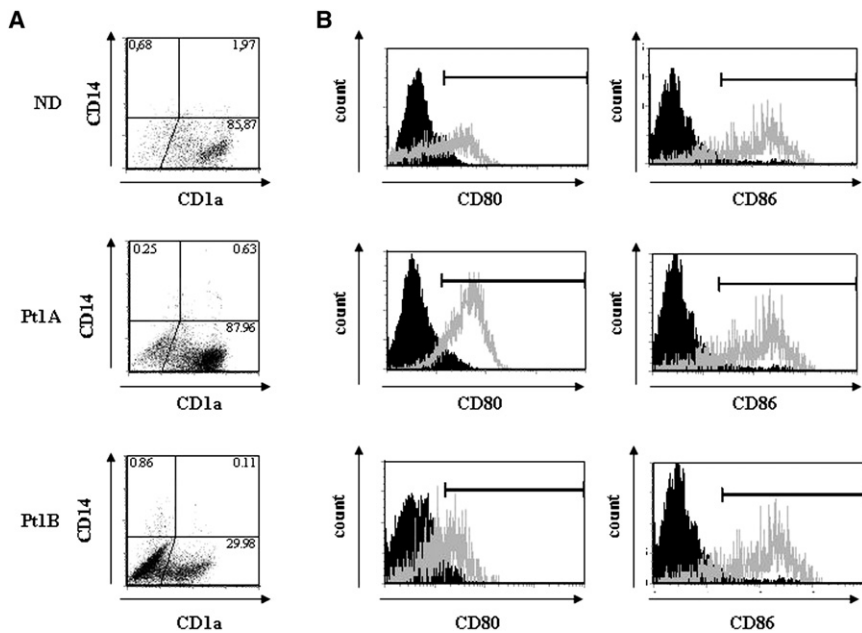 A
B
ND
CD14
0,68
1,97
85,87
CD1a
count
CD80
count
CD86
Pt1A
CD14
0.25
0.63
87.96
CD1a
count
CD80
count
CD86
Pt1B
CD14
0.86
0.11
29.98
CD1a
count
CD80
count
CD86